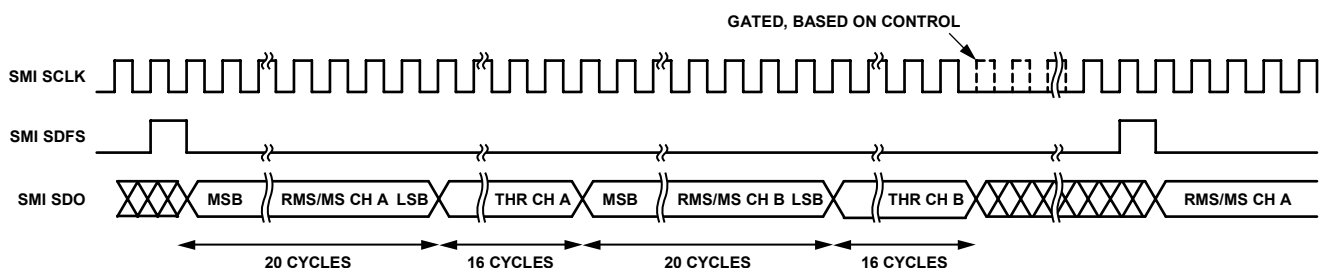 GATED, BASED ON CONTROL
SMI SCLK
SMI SDFS
SMI SDO
MSB RMS/MS CH A LSB THR CH A MSB RMS/MS CH B LSB THR CH B RMS/MS CH A
20 CYCLES 16 CYCLES 20 CYCLES 16 CYCLES